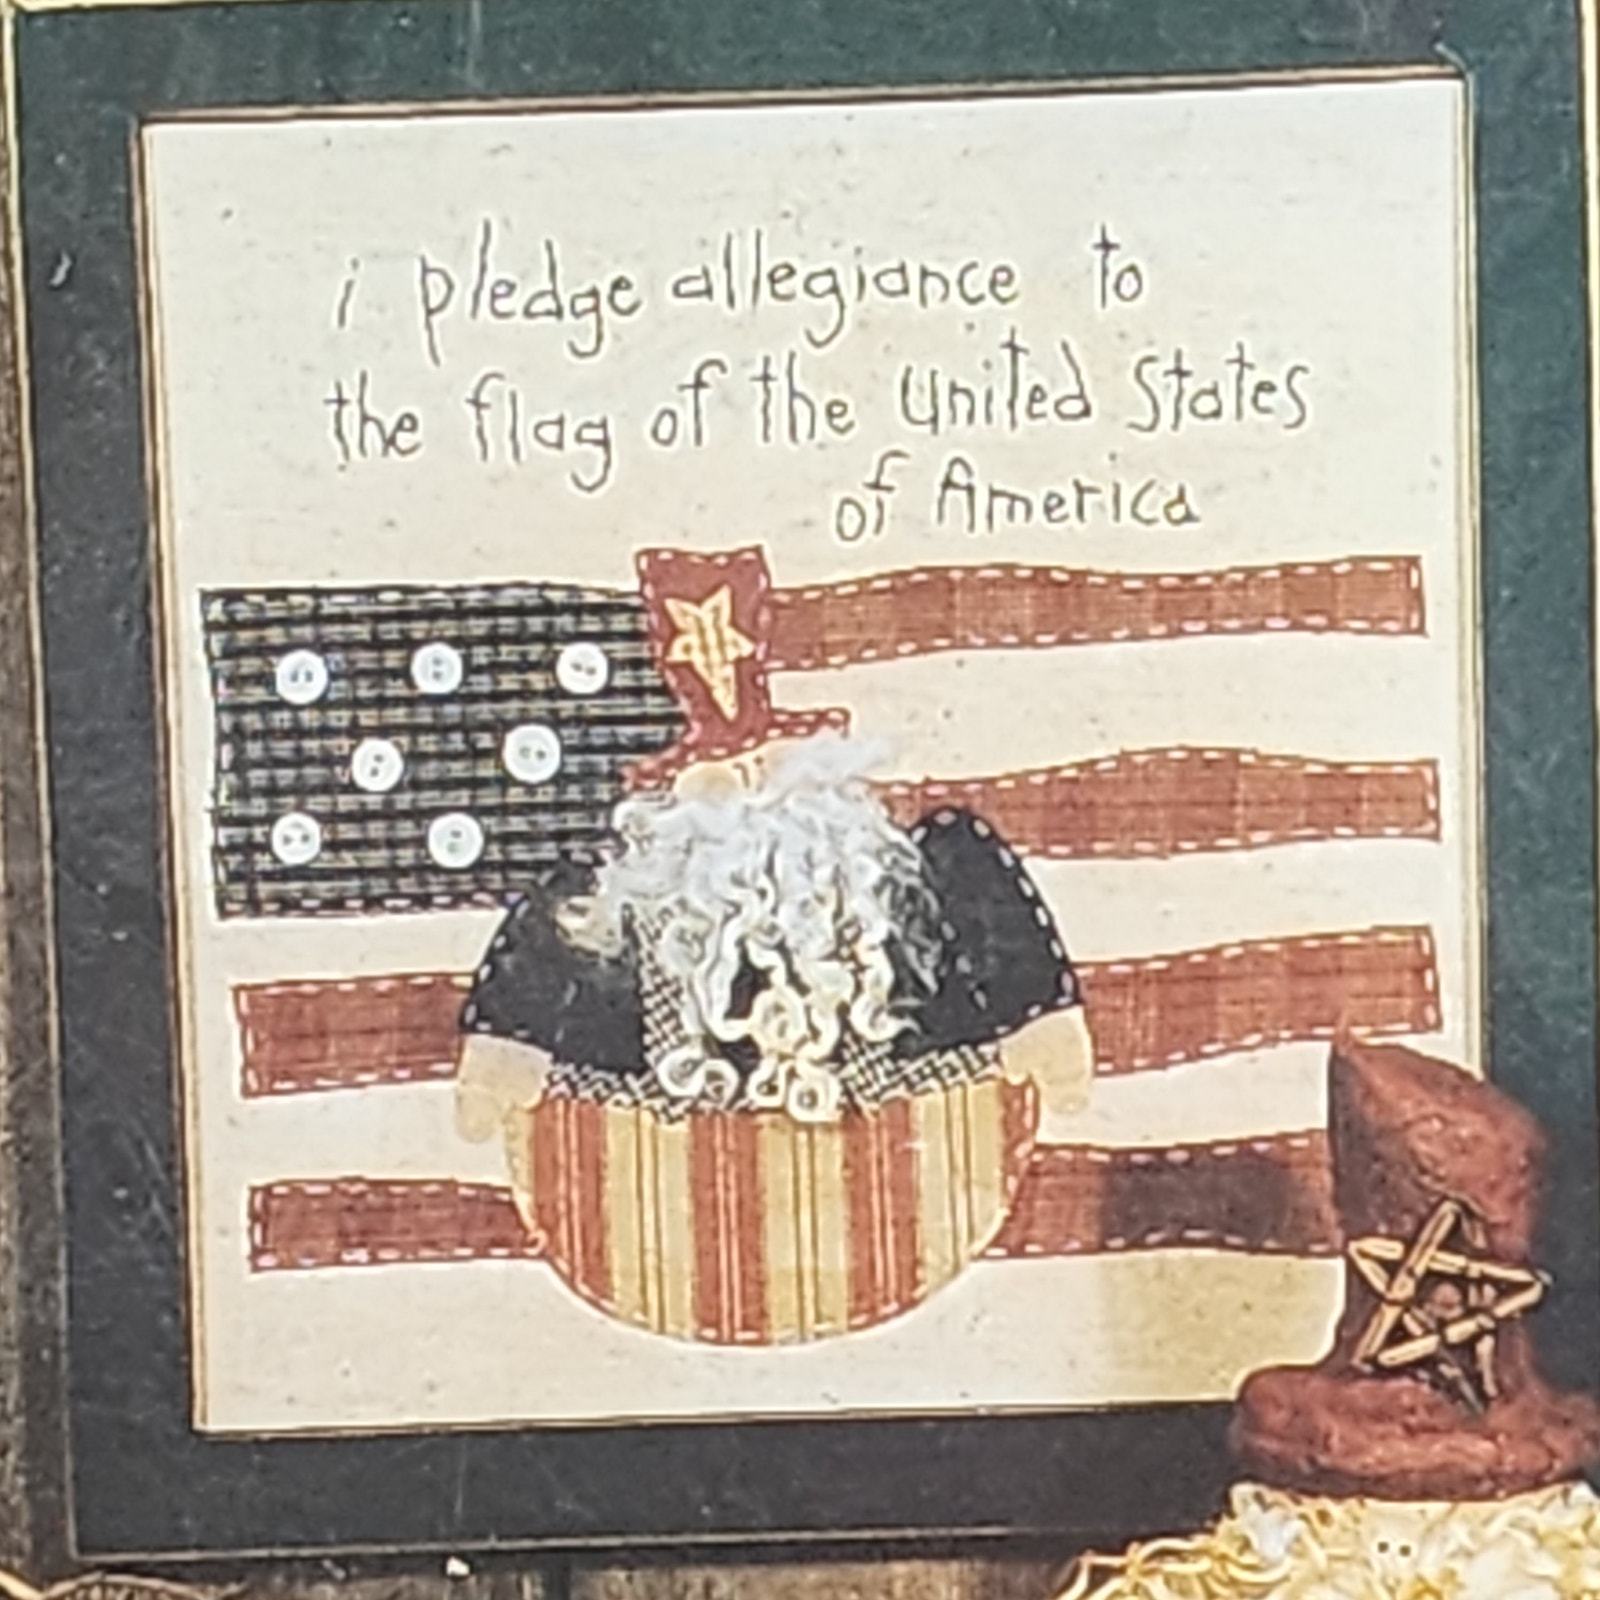 i pledge allegiance to
the flag of the United States
of America